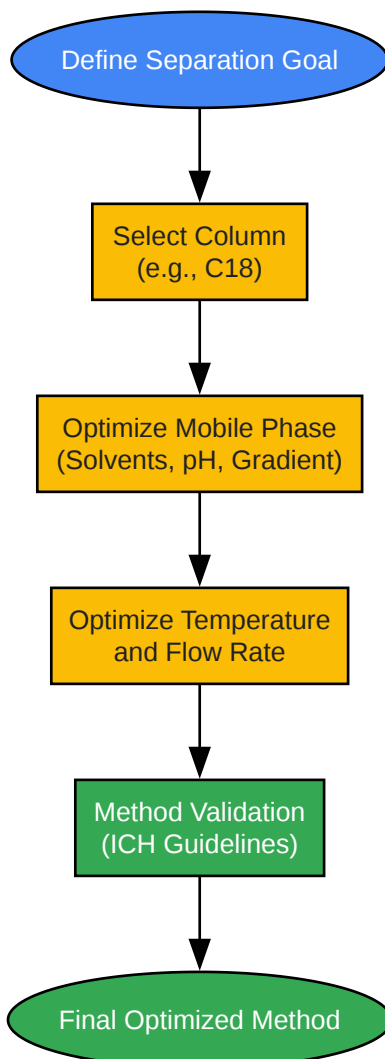 Define Separation Goal
Select Column
(e.g., C18)
Optimize Mobile Phase
(Solvents, pH, Gradient)
Optimize Temperature
and Flow Rate
Method Validation
(ICH Guidelines)
Final Optimized Method